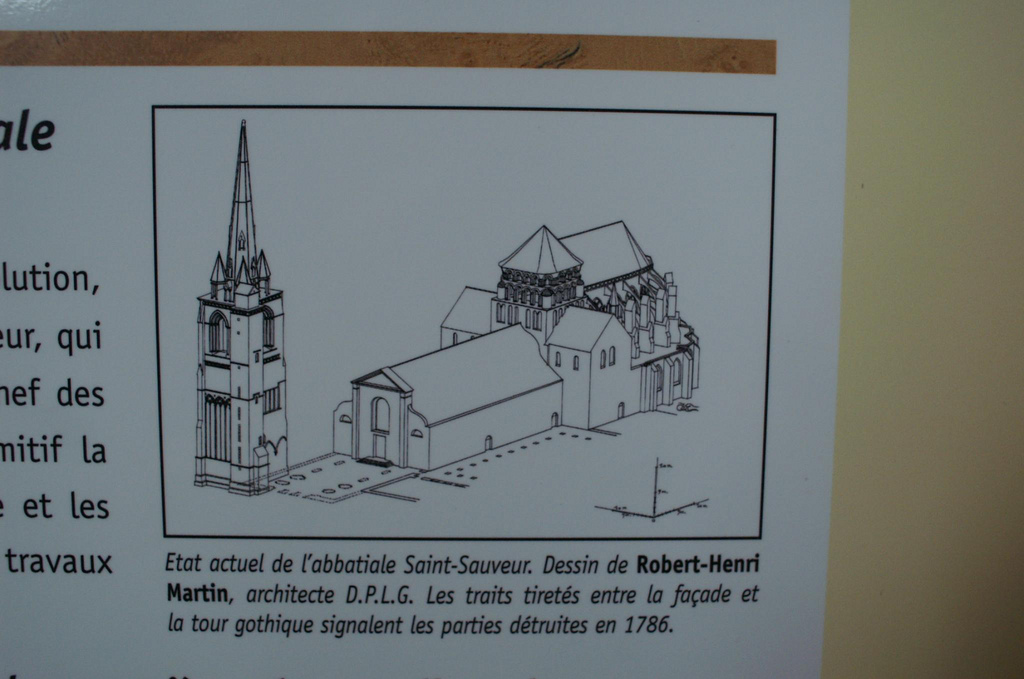 ale
lution,
eur, qui
nef des
mitif la
e et les
travaux
Etat actuel de l'abbatiale Saint-Sauveur. Dessin de Robert-Henri
Martin, architecte D.P.L.G. Les traits tiretés entre la façade et
la tour gothique signalent les parties détruites en 1786.